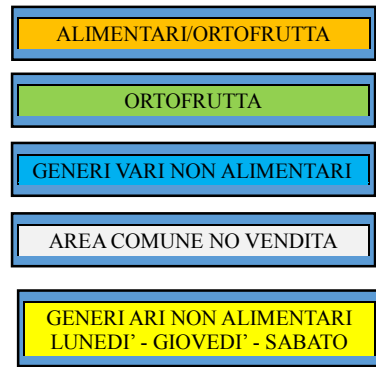 ALIMENTARI/ORTOFRUTTA
ORTOFRUTTA
GENERI VARI NON ALIMENTARI
AREA COMUNE NO VENDITA
GENERI ARI NON ALIMENTARI
LUNEDI’ - GIOVEDI’ - SABATO